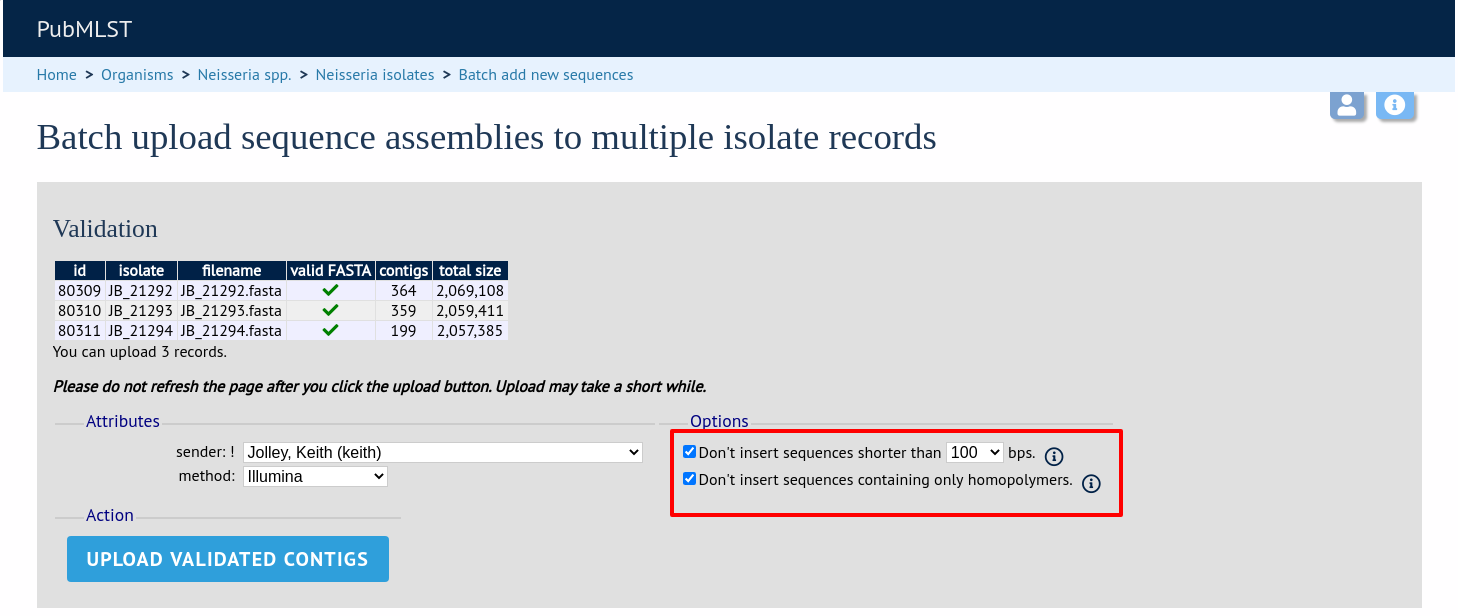 PubMLST
Home > Organisms > Neisseria spp. > Neisseria isolates > Batch add new sequences
Batch upload sequence assemblies to multiple isolate records
Validation
id isolate filename valid FASTA contigs total size
80309 JB_21292 JB_21292.fasta 364 2,069,108
80310 JB_21293 JB_21293.fasta 359 2,059,411
80311 JB_21294 JB_21294.fasta 199 2,057,385
You can upload 3 records.
Please do not refresh the page after you click the upload button. Upload may take a short while.
Attributes
sender: ! Jolley, Keith (keith)
method: Illumina
Options
Don't insert sequences shorter than 100 bps.
Don't insert sequences containing only homopolymers.
Action
UPLOAD VALIDATED CONTIGS